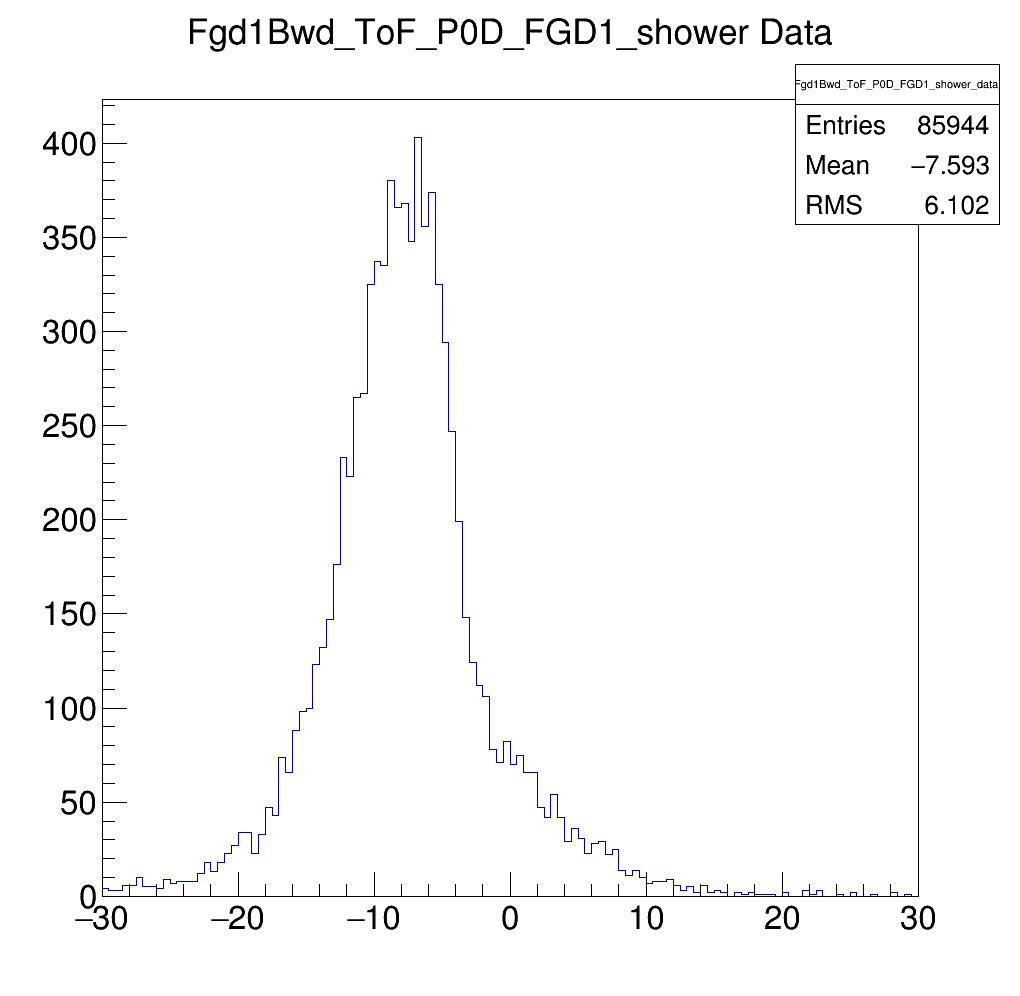 Fgd1Bwd_ToF_P0D_FGD1_shower Data
Fgd1Bwd_ToF_P0D_FGD1_shower_data
Entries 85944
Mean −7.593
RMS 6.102
400
350
300
250
200
150
100
50
0
−30 −20 −10 0 10 20 30